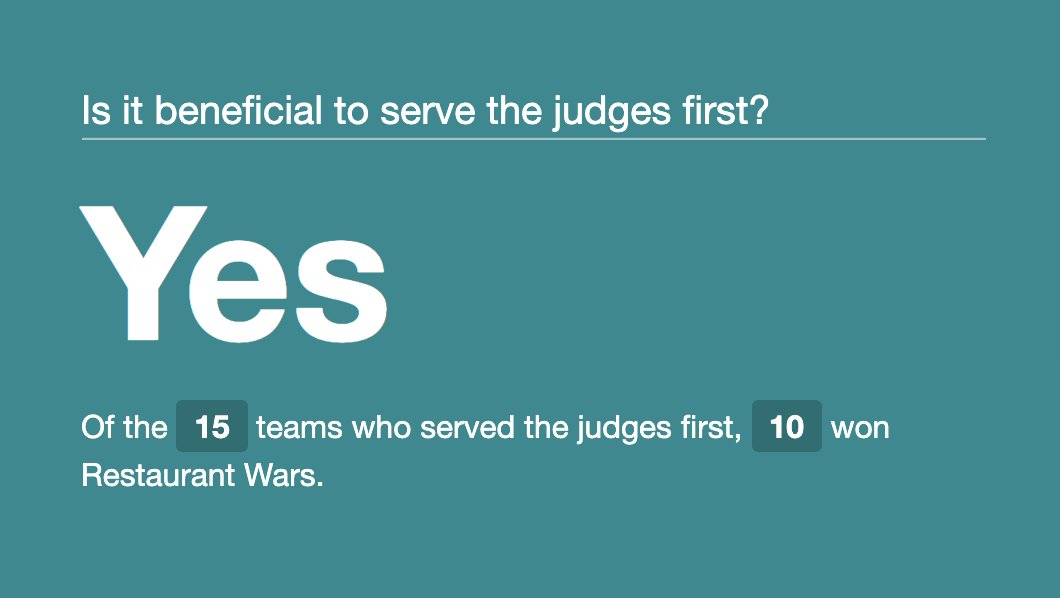 Is it beneficial to serve the judges first?
Yes
Of the 15 teams who served the judges first, 10 won
Restaurant Wars.